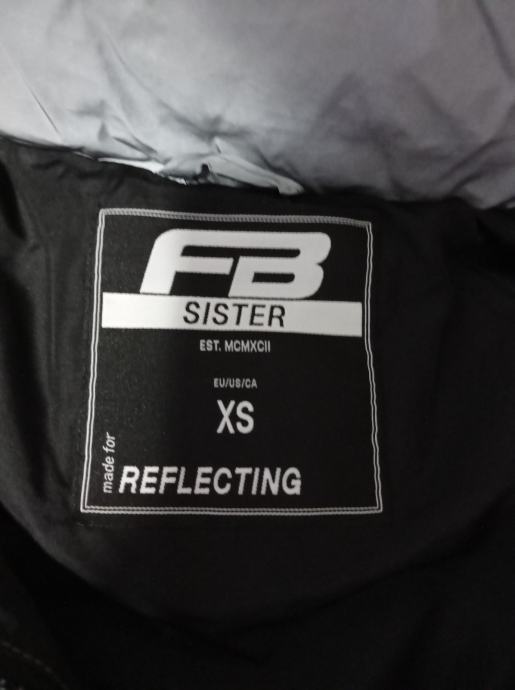 FB
SISTER
EST. MCMXCII
EU/US/CA
XS
made for
REFLECTING